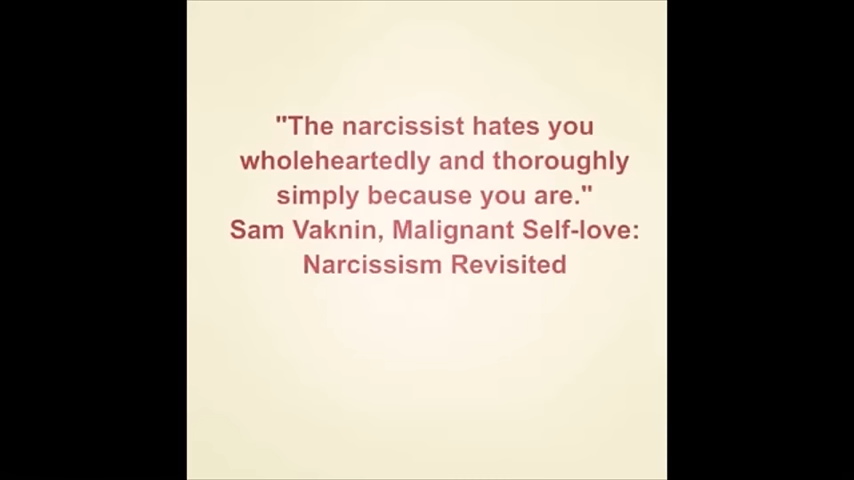 "The narcissist hates you
wholeheartedly and thoroughly
simply because you are."
Sam Vaknin, Malignant Self-love:
Narcissism Revisited